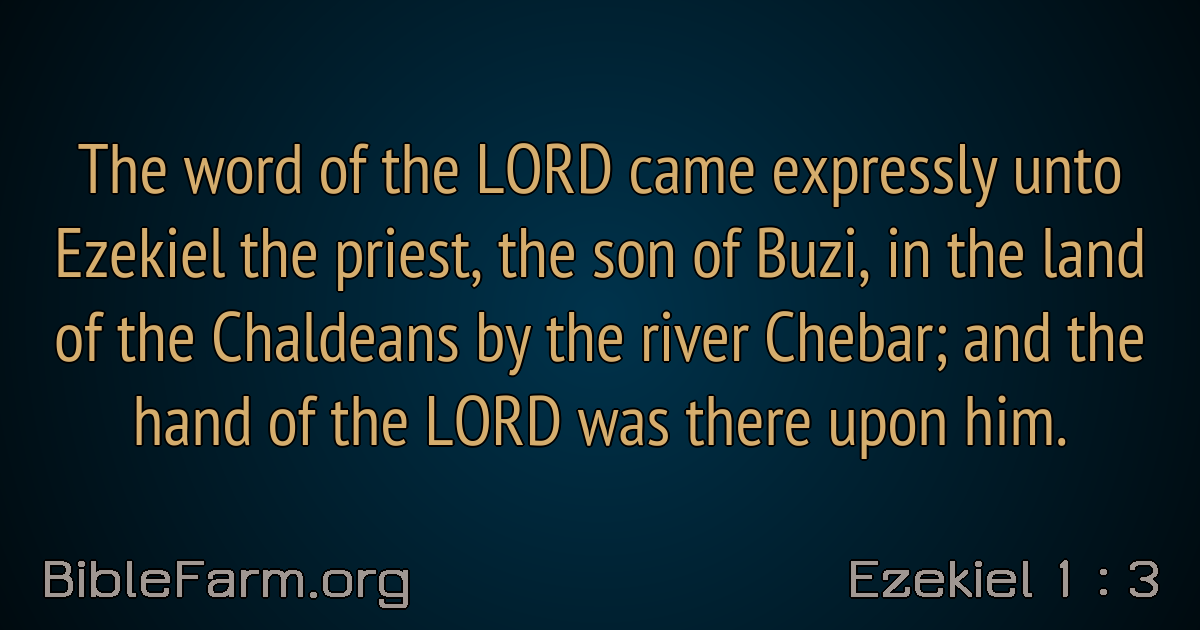 The word of the LORD came expressly unto
Ezekiel the priest, the son of Buzi, in the land
of the Chaldeans by the river Chebar; and the
hand of the LORD was there upon him.
BibleFarm.org
Ezekiel 1 : 3